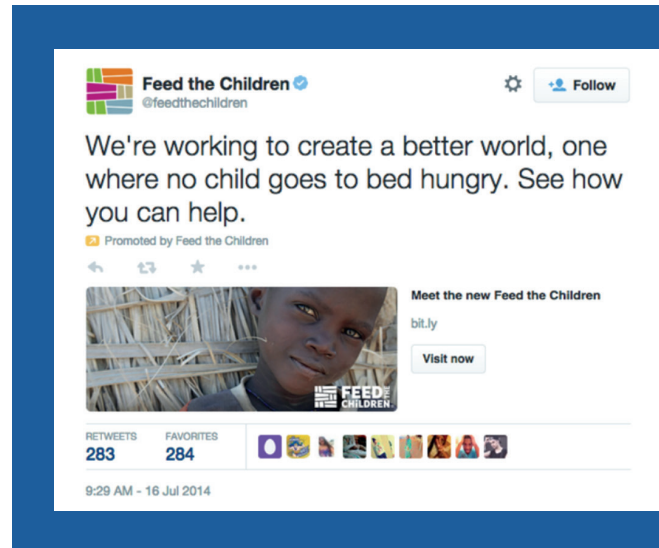 Feed the Children
@feedthechildren
Follow
We're working to create a better world, one
where no child goes to bed hungry. See how
you can help.
Promoted by Feed the Children
Meet the new Feed the Children
bit.ly
Visit now
FEED THE
CHILDREN
RETWEETS FAVORITES
283 284
9:29 AM - 16 Jul 2014